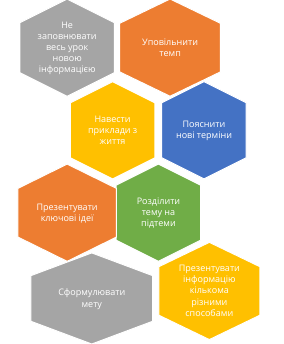 Не
заповнювати
весь урок
новою
інформацією
Уповільнити
темп
Навести
приклади з
життя
Пояснити
нові терміни
Презентувати
ключові ідеї
Розділити
тему на
підтеми
Сформулювати
мету
Презентувати
інформацію
кількома
різними
способами